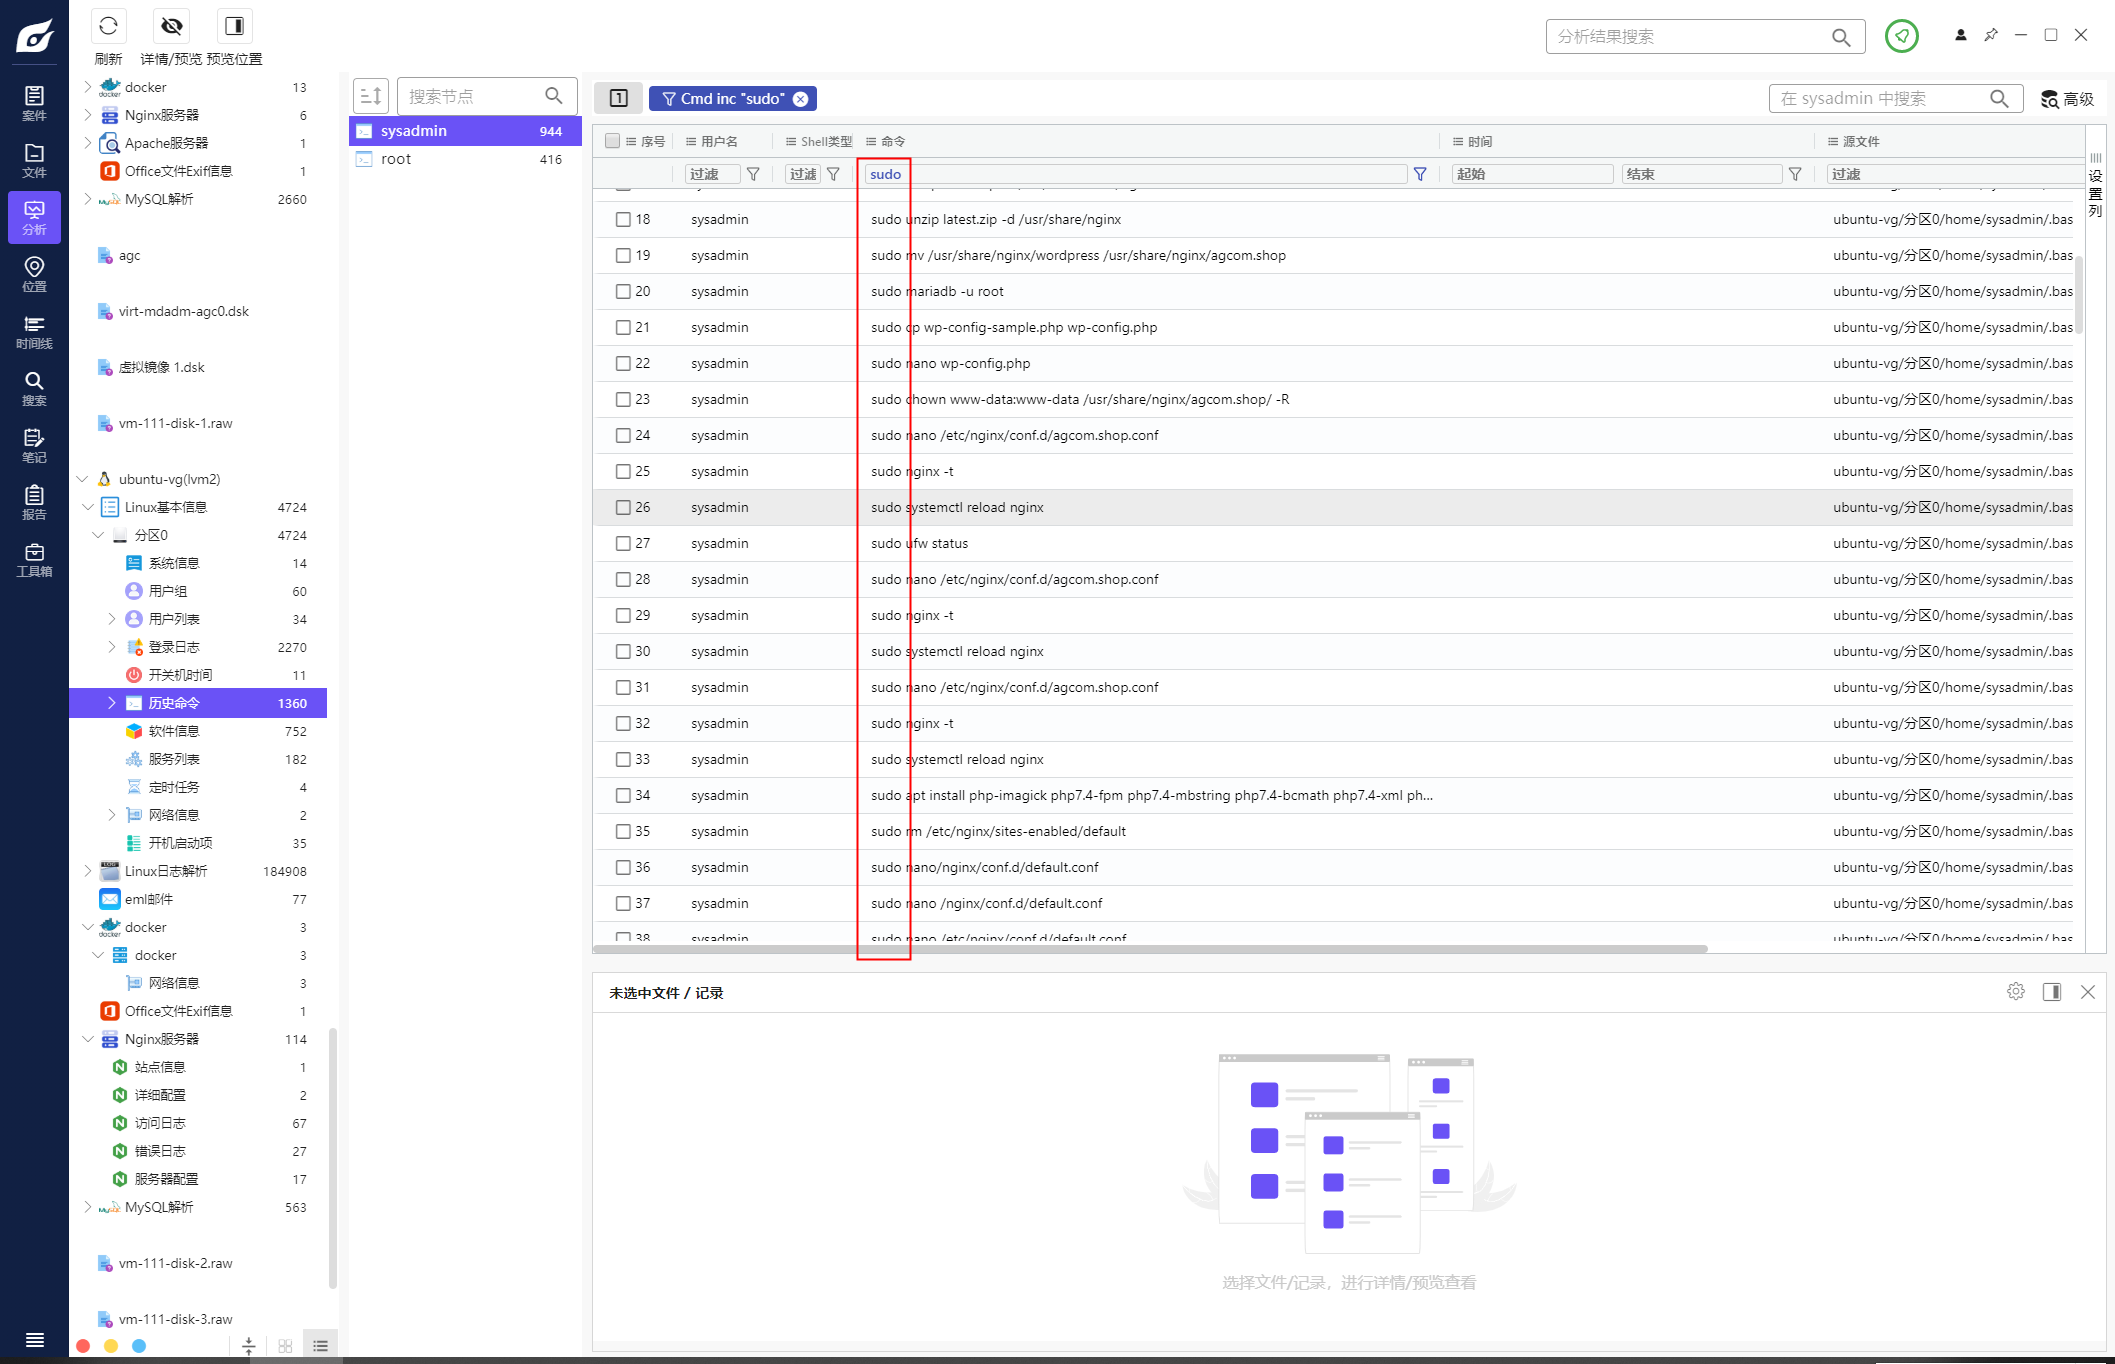 刷新
详情/预览
预览位置
分析结果搜索
案件
文件
分析
位置
时间线
搜索
笔记
报告
工具箱
docker 13
Nginx服务器 6
Apache服务器 1
Office文件Exif信息 1
MySQL解析 2660
agc
virt-mdadm-agc0.dsk
虚拟镜像 1.dsk
vm-111-disk-1.raw
ubuntu-vg(lvm2)
Linux基本信息 4724
分区0 4724
系统信息 14
用户组 60
用户列表 34
登录日志 2270
开关机时间 11
历史命令 1360
软件信息 752
服务列表 182
定时任务 4
网络信息 2
开机启动项 35
Linux日志解析 184908
eml邮件 77
docker 3
docker 3
网络信息 3
Office文件Exif信息 1
Nginx服务器 114
站点信息 1
详细配置 2
访问日志 67
错误日志 27
服务器配置 17
MySQL解析 563
vm-111-disk-2.raw
vm-111-disk-3.raw
搜索节点
sysadmin 944
root 416
1
Cmd inc "sudo"
在 sysadmin 中搜索
高级
序号 用户名 Shell类型 命令 时间 源文件
过滤 过滤 sudo 起始 结束 过滤
设置列
18 sysadmin sudo unzip latest.zip -d /usr/share/nginx ubuntu-vg/分区0/home/sysadmin/.bas
19 sysadmin sudo mv /usr/share/nginx/wordpress /usr/share/nginx/agcom.shop ubuntu-vg/分区0/home/sysadmin/.bas
20 sysadmin sudo mariadb -u root ubuntu-vg/分区0/home/sysadmin/.bas
21 sysadmin sudo cp wp-config-sample.php wp-config.php ubuntu-vg/分区0/home/sysadmin/.bas
22 sysadmin sudo nano wp-config.php ubuntu-vg/分区0/home/sysadmin/.bas
23 sysadmin sudo chown www-data:www-data /usr/share/nginx/agcom.shop/ -R ubuntu-vg/分区0/home/sysadmin/.bas
24 sysadmin sudo nano /etc/nginx/conf.d/agcom.shop.conf ubuntu-vg/分区0/home/sysadmin/.bas
25 sysadmin sudo nginx -t ubuntu-vg/分区0/home/sysadmin/.bas
26 sysadmin sudo systemctl reload nginx ubuntu-vg/分区0/home/sysadmin/.bas
27 sysadmin sudo ufw status ubuntu-vg/分区0/home/sysadmin/.bas
28 sysadmin sudo nano /etc/nginx/conf.d/agcom.shop.conf ubuntu-vg/分区0/home/sysadmin/.bas
29 sysadmin sudo nginx -t ubuntu-vg/分区0/home/sysadmin/.bas
30 sysadmin sudo systemctl reload nginx ubuntu-vg/分区0/home/sysadmin/.bas
31 sysadmin sudo nano /etc/nginx/conf.d/agcom.shop.conf ubuntu-vg/分区0/home/sysadmin/.bas
32 sysadmin sudo nginx -t ubuntu-vg/分区0/home/sysadmin/.bas
33 sysadmin sudo systemctl reload nginx ubuntu-vg/分区0/home/sysadmin/.bas
34 sysadmin sudo apt install php-imagick php7.4-fpm php7.4-mbstring php7.4-bcmath php7.4-xml ph... ubuntu-vg/分区0/home/sysadmin/.bas
35 sysadmin sudo rm /etc/nginx/sites-enabled/default ubuntu-vg/分区0/home/sysadmin/.bas
36 sysadmin sudo nano/nginx/conf.d/default.conf ubuntu-vg/分区0/home/sysadmin/.bas
37 sysadmin sudo nano /nginx/conf.d/default.conf ubuntu-vg/分区0/home/sysadmin/.bas
38 sysadmin sudo nano /etc/nginx/conf.d/default.conf ubuntu-vg/分区0/home/sysadmin/.bas
未选中文件 / 记录
选择文件/记录，进行详情/预览查看